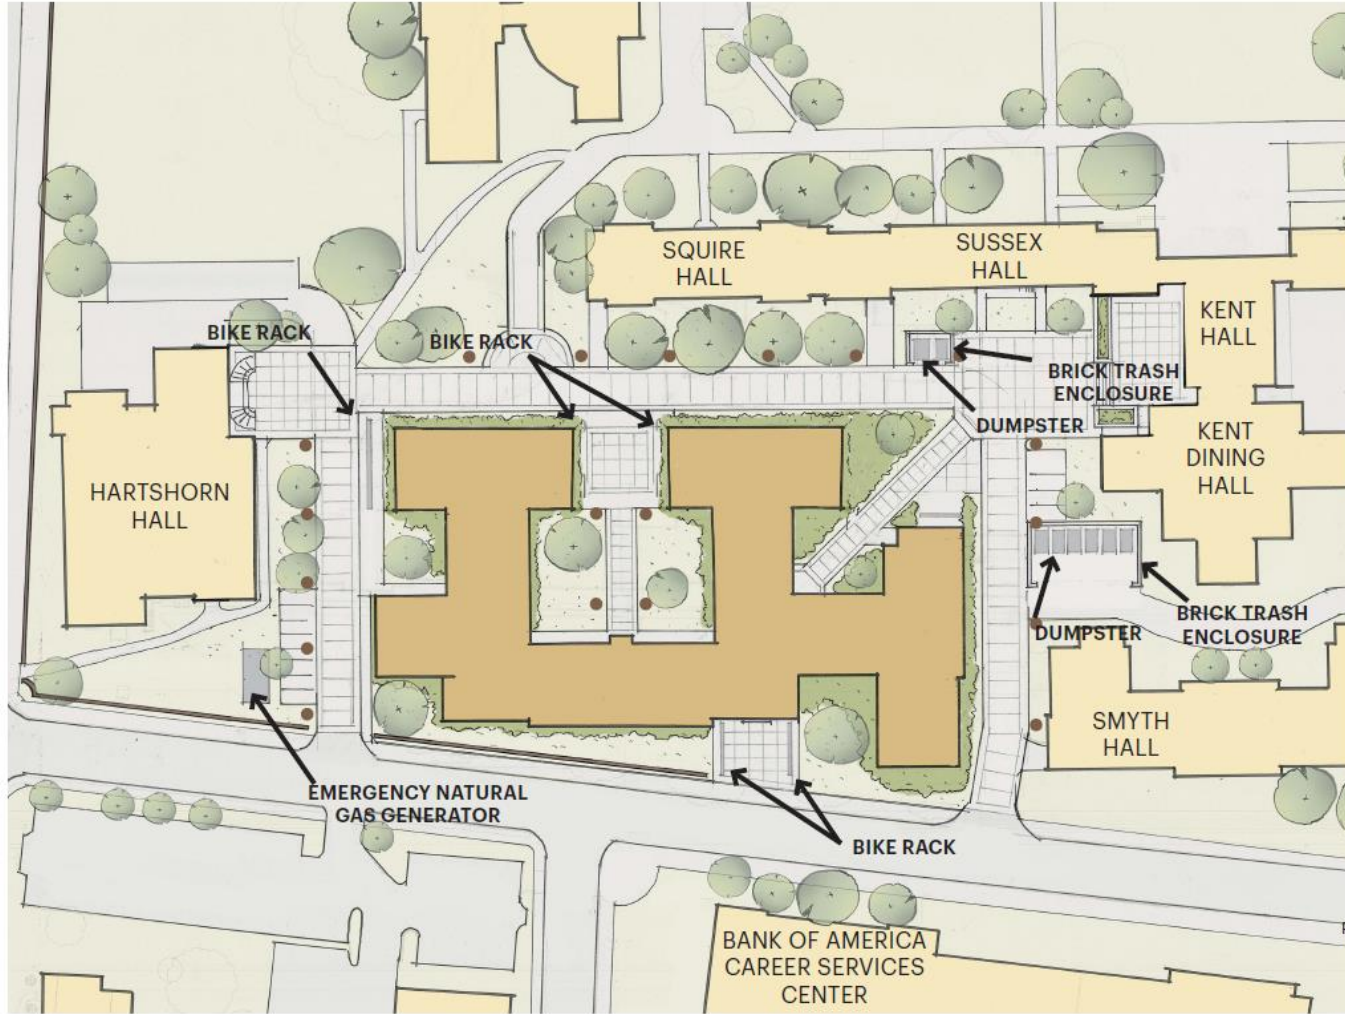 SQUIRE
HALL
SUSSEX
HALL
KENT
HALL
BIKE RACK
BIKE RACK
BRICK TRASH
ENCLOSURE
DUMPSTER
KENT
DINING
HALL
HARTSHORN
HALL
BRICK TRASH
ENCLOSURE
DUMPSTER
SMYTH
HALL
EMERGENCY NATURAL
GAS GENERATOR
BIKE RACK
BANK OF AMERICA
CAREER SERVICES
CENTER